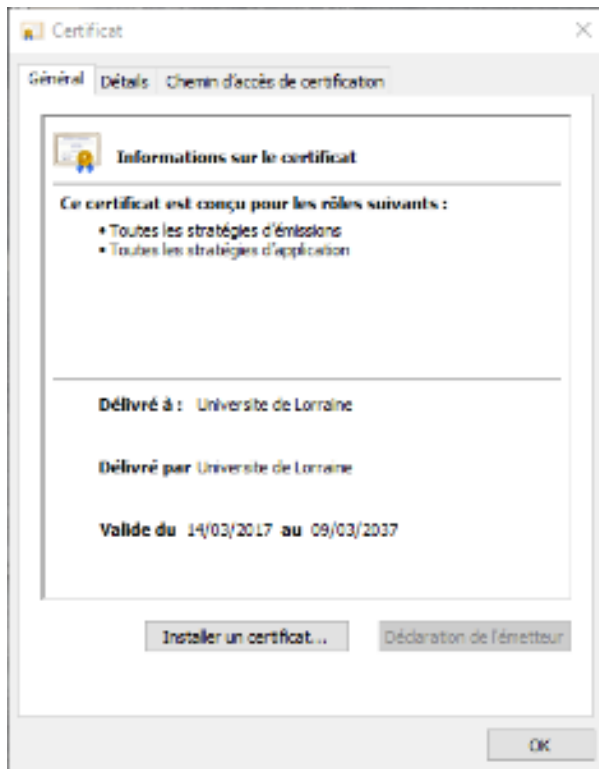 Certificat
Général Détails Chemin d'accès de certification
Informations sur le certificat
Ce certificat est conçu pour les rôles suivants :
• Toutes les stratégies d'émissions
• Toutes les stratégies d'application
Délivré à : Universite de Lorraine
Délivré par Universite de Lorraine
Valide du 14/03/2017 au 09/03/2037
Installer un certificat... Déclaration de l'émetteur
OK